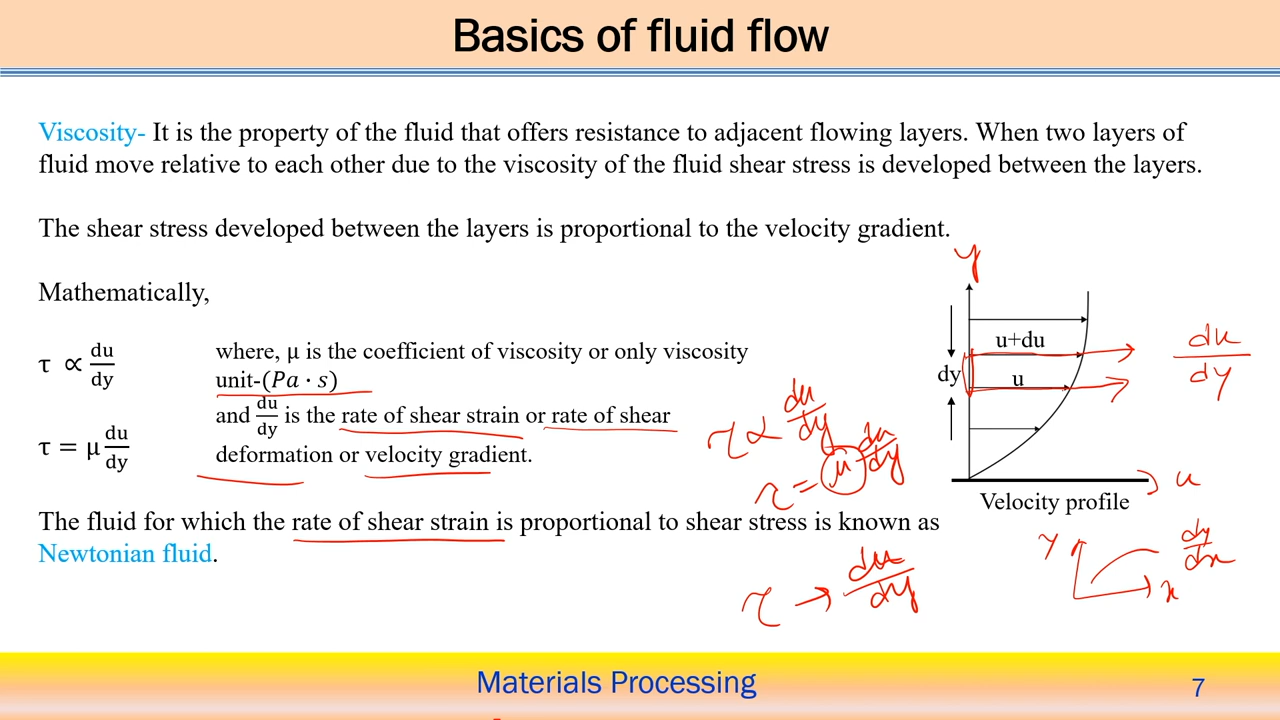 Basics of fluid flow
Viscosity- It is the property of the fluid that offers resistance to adjacent flowing layers. When two layers of
fluid move relative to each other due to the viscosity of the fluid shear stress is developed between the layers.
The shear stress developed between the layers is proportional to the velocity gradient.
Mathematically,
τ ∝ du/dy
where, μ is the coefficient of viscosity or only viscosity
unit-(Pa · s)
and du/dy is the rate of shear strain or rate of shear
τ = μ du/dy
deformation or velocity gradient.
τ ∝ du/dy
τ = μ du/dy
y
u+du
dy
u
du/dy
u
Velocity profile
The fluid for which the rate of shear strain is proportional to shear stress is known as
Newtonian fluid.
τ → du/dy
y
x
dy/dx
Materials Processing
7